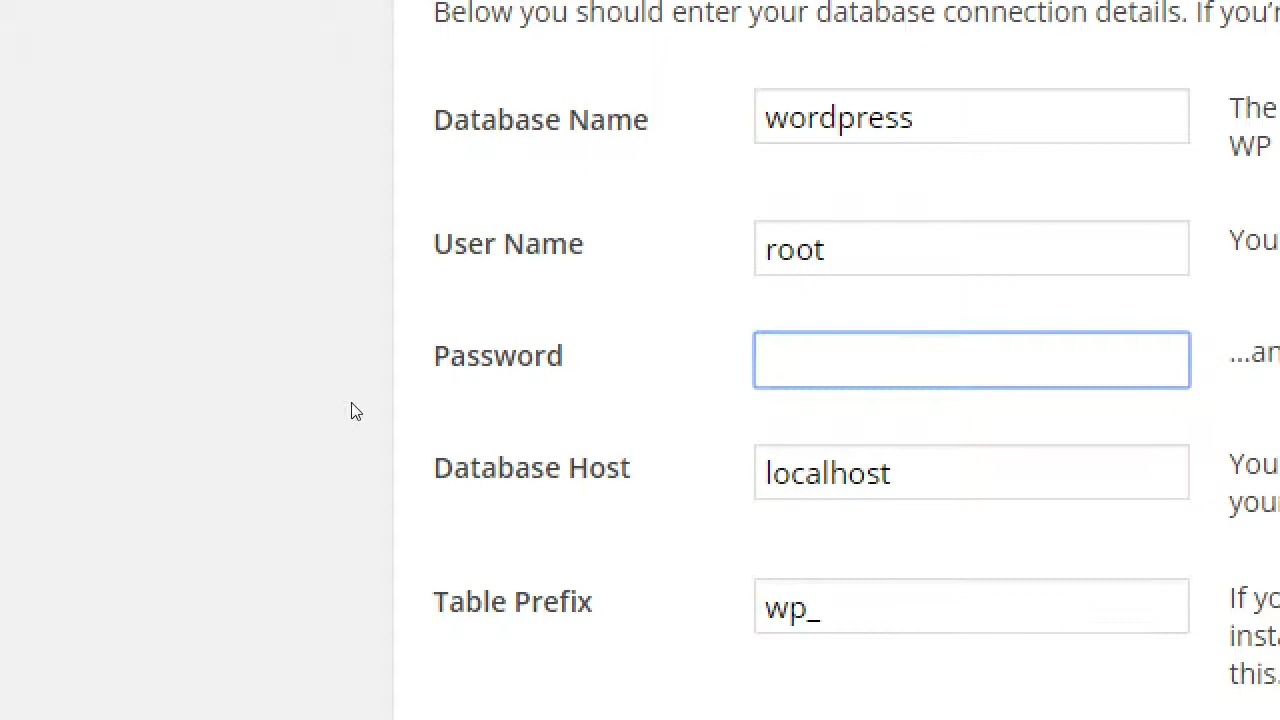 Below you should enter your database connection details. If you'r
Database Name wordpress The
WP
User Name root You
Password ...an
Database Host localhost You
your
Table Prefix wp_ If yo
insta
this.